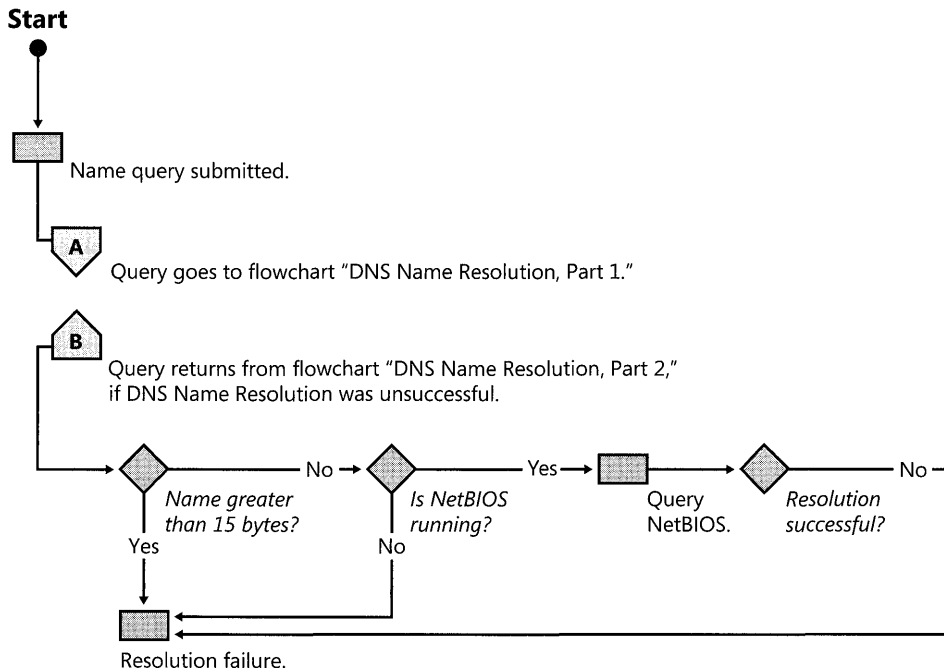 Start
Name query submitted.
A
Query goes to flowchart “DNS Name Resolution, Part 1.”
B
Query returns from flowchart “DNS Name Resolution, Part 2,”
if DNS Name Resolution was unsuccessful.
No
Yes
No
Name greater
than 15 bytes?
Is NetBIOS
running?
Query
NetBIOS.
Resolution
successful?
Yes
No
Resolution failure.